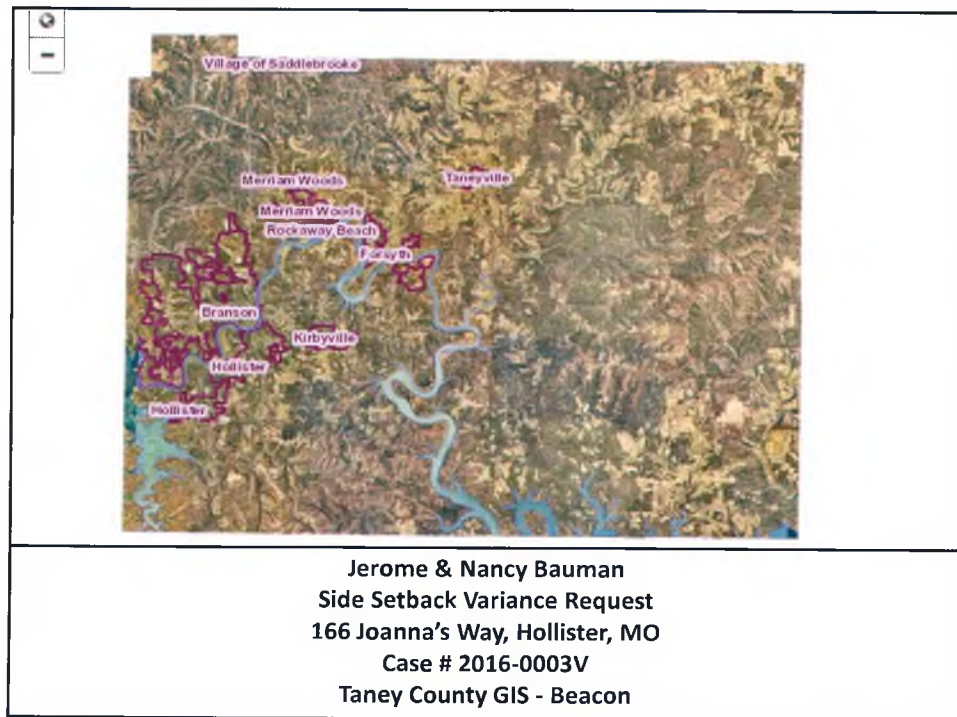 Village of Saddlebrooke
Merriam Woods
Taneyville
Merriam Woods
Rockaway Beach
Forsyth
Branson
Kirbyville
Hollister
Hollister
Jerome & Nancy Bauman
Side Setback Variance Request
166 Joanna's Way, Hollister, MO
Case # 2016-0003V
Taney County GIS - Beacon